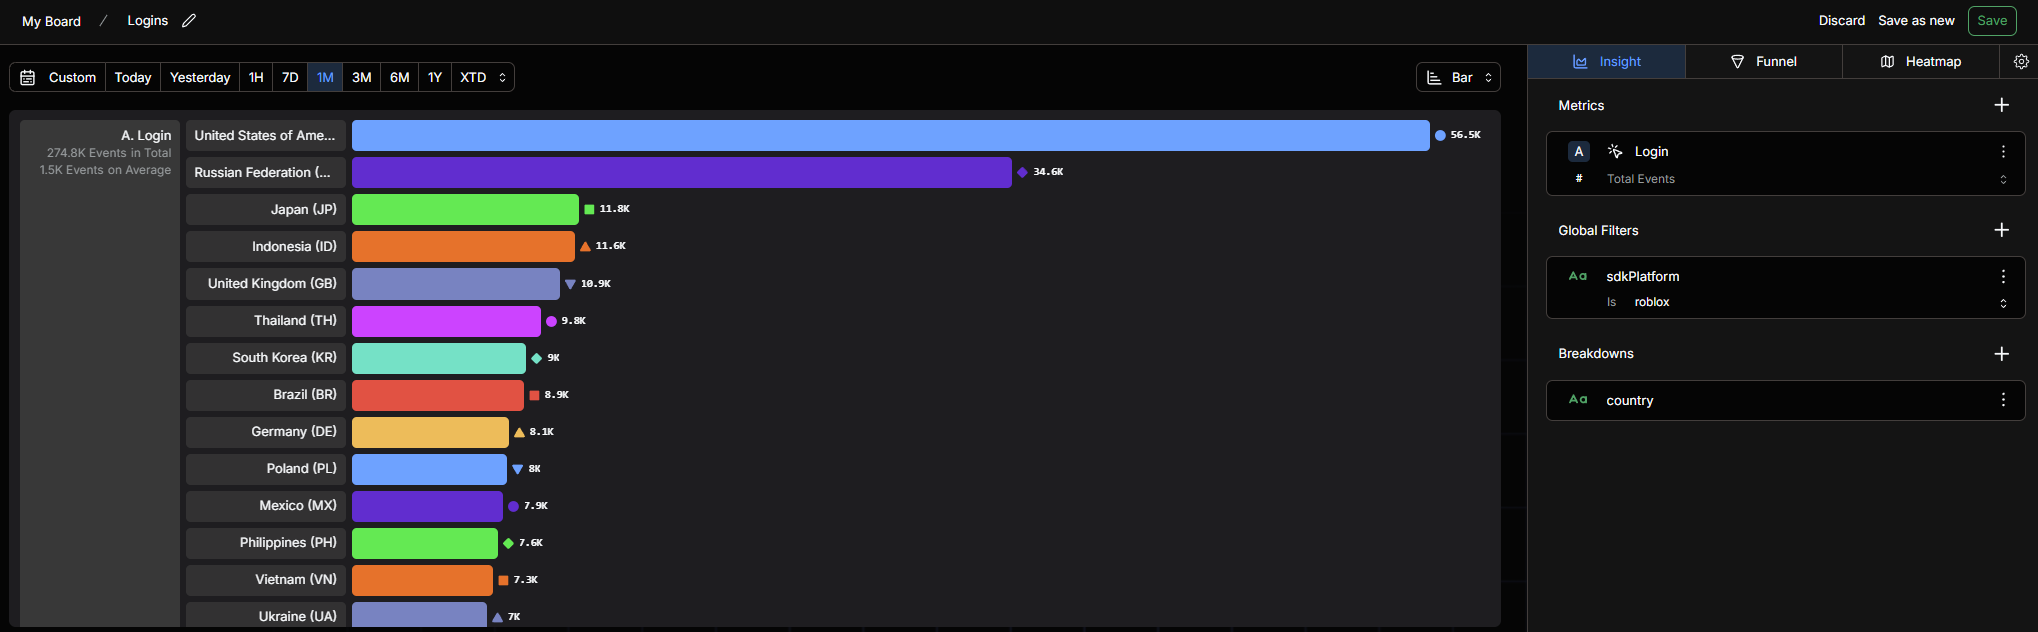 My Board / Logins
Discard Save as new Save
Custom Today Yesterday 1H 7D 1M 3M 6M 1Y XTD
Bar
A. Login
274.8K Events in Total
1.5K Events on Average
United States of Ame... 56.5K
Russian Federation (... 34.6K
Japan (JP) 11.8K
Indonesia (ID) 11.6K
United Kingdom (GB) 10.9K
Thailand (TH) 9.8K
South Korea (KR) 9K
Brazil (BR) 8.9K
Germany (DE) 8.1K
Poland (PL) 8K
Mexico (MX) 7.9K
Philippines (PH) 7.6K
Vietnam (VN) 7.3K
Ukraine (UA) 7K
Insight Funnel Heatmap
Metrics
A Login
# Total Events
Global Filters
Aa sdkPlatform
Is roblox
Breakdowns
Aa country